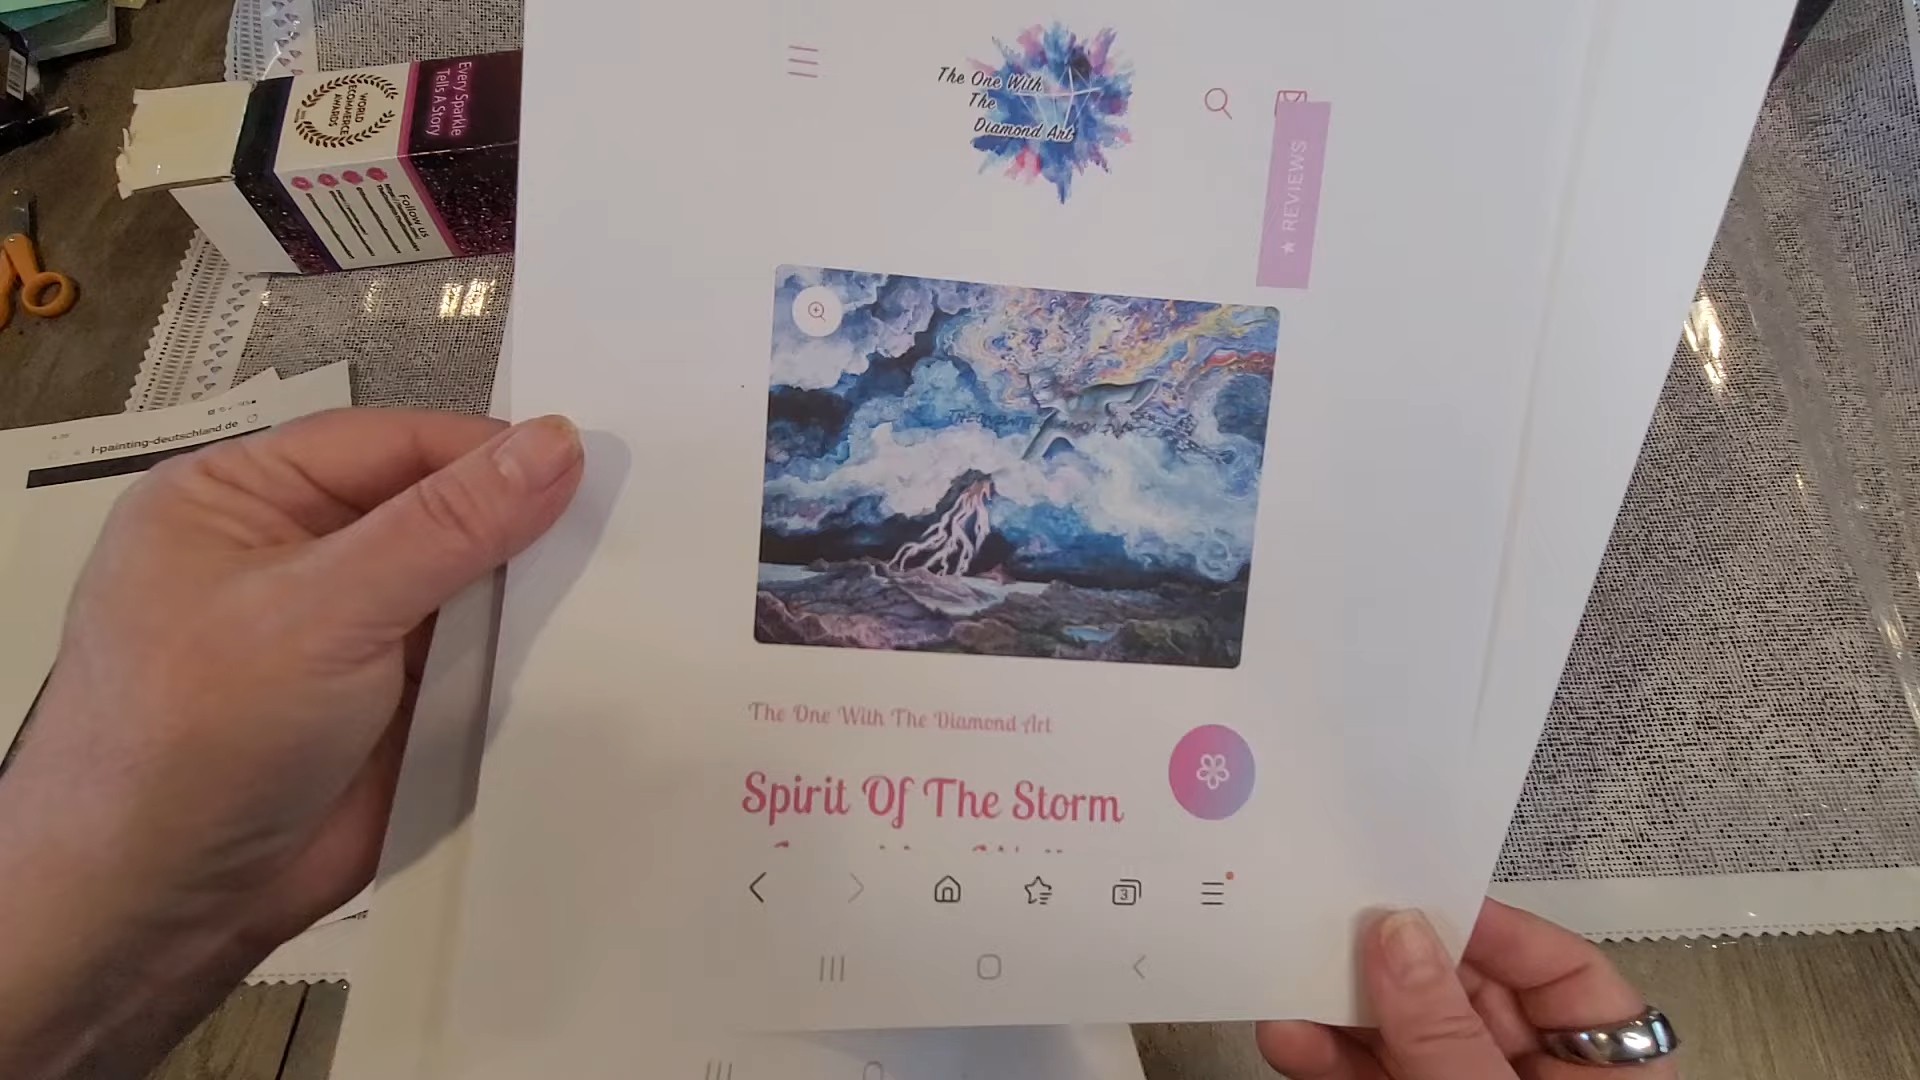 The One With
The
Diamond Art
★ REVIEWS
The One With The Diamond Art
Spirit Of The Storm
3
Every Sparkle
Tells A Story
WORLD
ECOMMERCE
AWARDS
Follow us
l-painting-deutschland.de